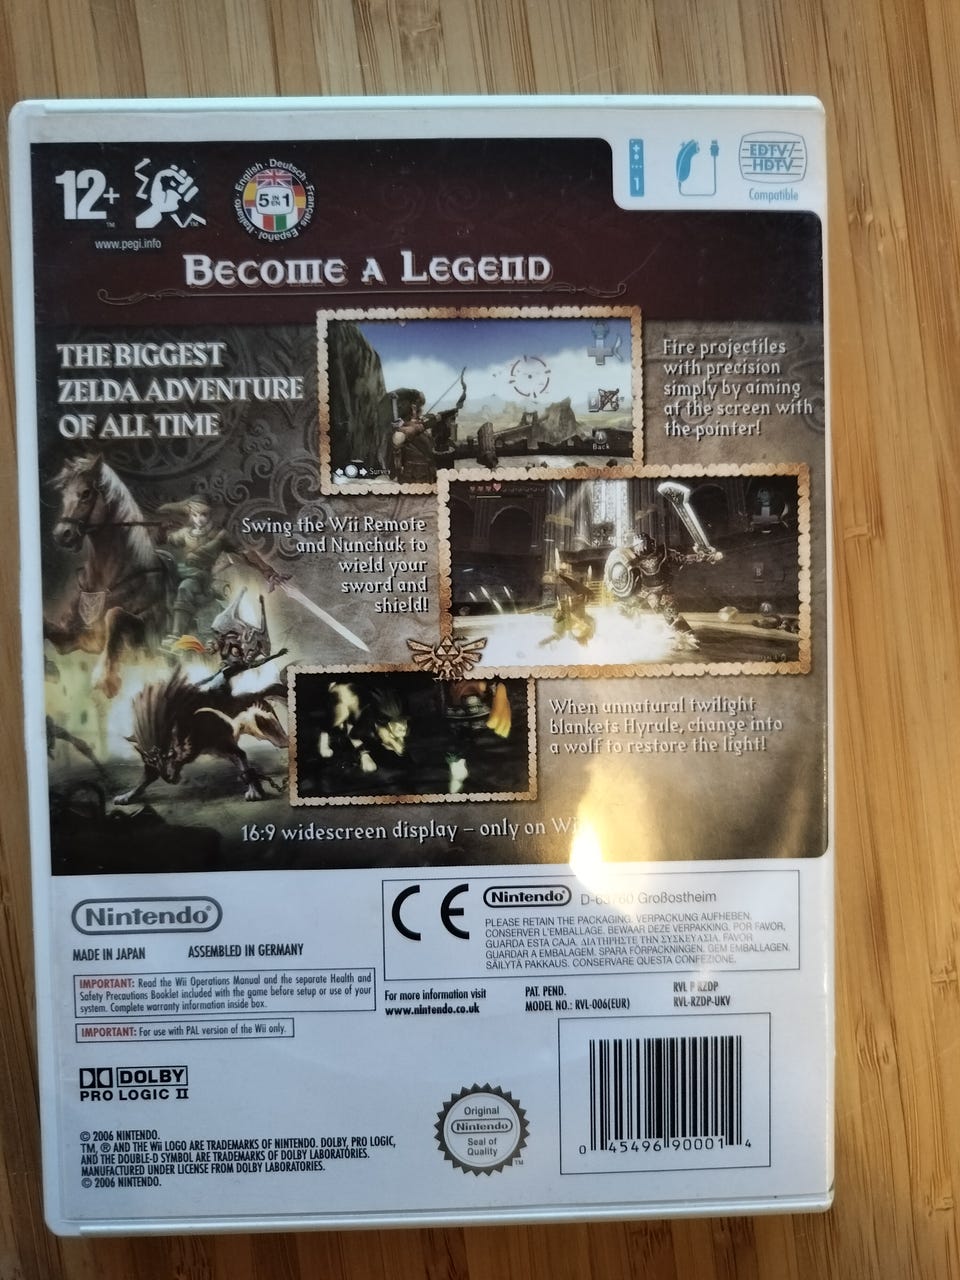 12+
™
™
www.pegi.info
English · Deutsch · Français · Español · Italiano
5 IN EN 1
1
EDTV/
HDTV
Compatible
BECOME A LEGEND
THE BIGGEST
ZELDA ADVENTURE
OF ALL TIME
Survey
Back
Fire projectiles
with precision
simply by aiming
at the screen with
the pointer!
Swing the Wii Remote
and Nunchuk to
wield your
sword and
shield!
When unnatural twilight
blankets Hyrule, change into
a wolf to restore the light!
16:9 widescreen display – only on
Nintendo®
MADE IN JAPAN
ASSEMBLED IN GERMANY
CE
Nintendo®
Großostheim
PLEASE RETAIN THE PACKAGING. VERPACKUNG AUFHEBEN.
CONSERVER L'EMBALLAGE. BEWAAR DEZE VERPAKKING. POR FAVOR,
GUARDA ESTA CAJA. ΔΙΑΤΗΡΗΣΤΕ ΤΗΝ ΣΥΣΚΕΥΑΣΙΑ. FAVOR
GUARDAR A EMBALAGEM. SPARA FÖRPACKNINGEN. GEM EMBALLAGEN.
SÄILYTÄ PAKKAUS. CONSERVARE QUESTA CONFEZIONE.
IMPORTANT: Read the Wii Operations Manual and the separate Health and
Safety Precautions Booklet included with the game before setup or use of your
system. Complete warranty information inside box.
IMPORTANT: For use with PAL version of the Wii only.
For more information visit
www.nintendo.co.uk
PAT. PEND.
MODEL NO.: RVL-006(EUR)
RVL P RZDP
RVL-RZDP-UKV
DOLBY
PRO LOGIC II
© 2006 NINTENDO.
TM, ® AND THE Wii LOGO ARE TRADEMARKS OF NINTENDO. DOLBY, PRO LOGIC,
AND THE DOUBLE-D SYMBOL ARE TRADEMARKS OF DOLBY LABORATORIES.
MANUFACTURED UNDER LICENSE FROM DOLBY LABORATORIES.
© 2006 NINTENDO.
Original
Nintendo
Seal of
Quality
™
0 45496 90001 4